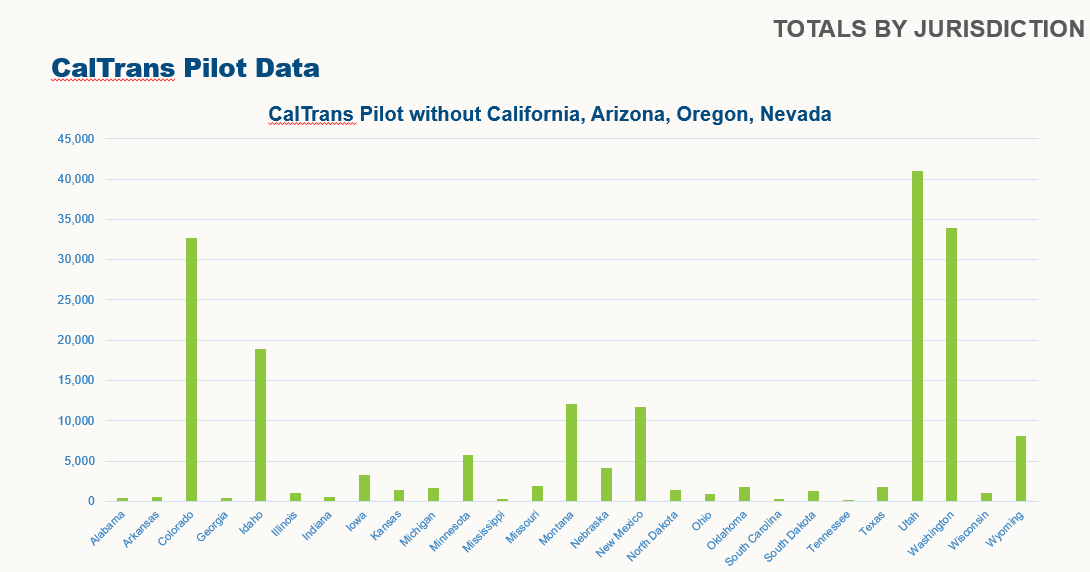 TOTALS BY JURISDICTION
CalTrans Pilot Data
CalTrans Pilot without California, Arizona, Oregon, Nevada
45,000
40,000
35,000
30,000
25,000
20,000
15,000
10,000
5,000
0
Alabama
Arkansas
Colorado
Georgia
Idaho
Illinois
Indiana
Iowa
Kansas
Michigan
Minnesota
Mississippi
Missouri
Montana
Nebraska
New Mexico
North Dakota
Ohio
Oklahoma
South Carolina
South Dakota
Tennessee
Texas
Utah
Washington
Wisconsin
Wyoming